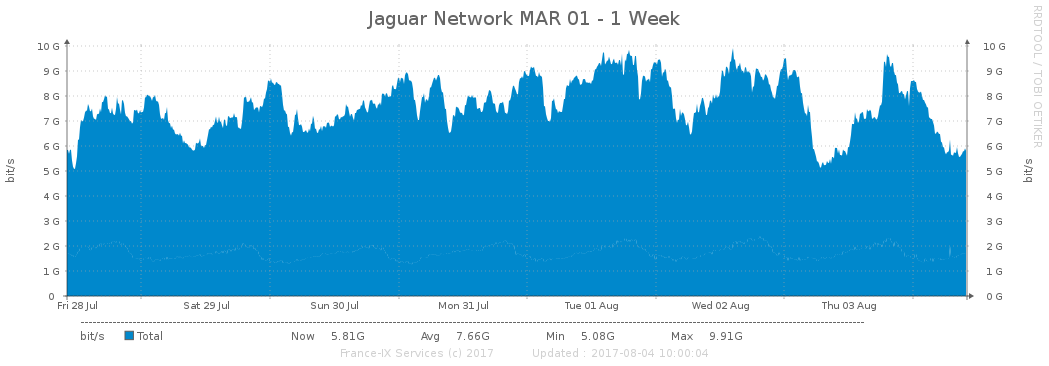 Jaguar Network MAR 01 - 1 Week
RRDTOOL / TOBI OETIKER
bit/s
10 G 10 G
9 G 9 G
8 G 8 G
7 G 7 G
6 G 6 G
5 G 5 G
4 G 4 G
3 G 3 G
2 G 2 G
1 G 1 G
0 0 G
bit/s
Fri 28 Jul Sat 29 Jul Sun 30 Jul Mon 31 Jul Tue 01 Aug Wed 02 Aug Thu 03 Aug
bit/s Total Now 5.81G Avg 7.66G Min 5.08G Max 9.91G
France-IX Services (c) 2017 Updated : 2017-08-04 10:00:04